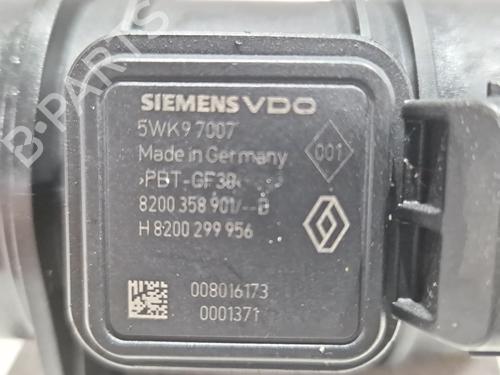 B-PARTS
SIEMENS VDO
5WK9 7007
Made in Germany
001
>PBT-GF30<
8200 358 901/--B
H 8200 299 956
008016173
0001371